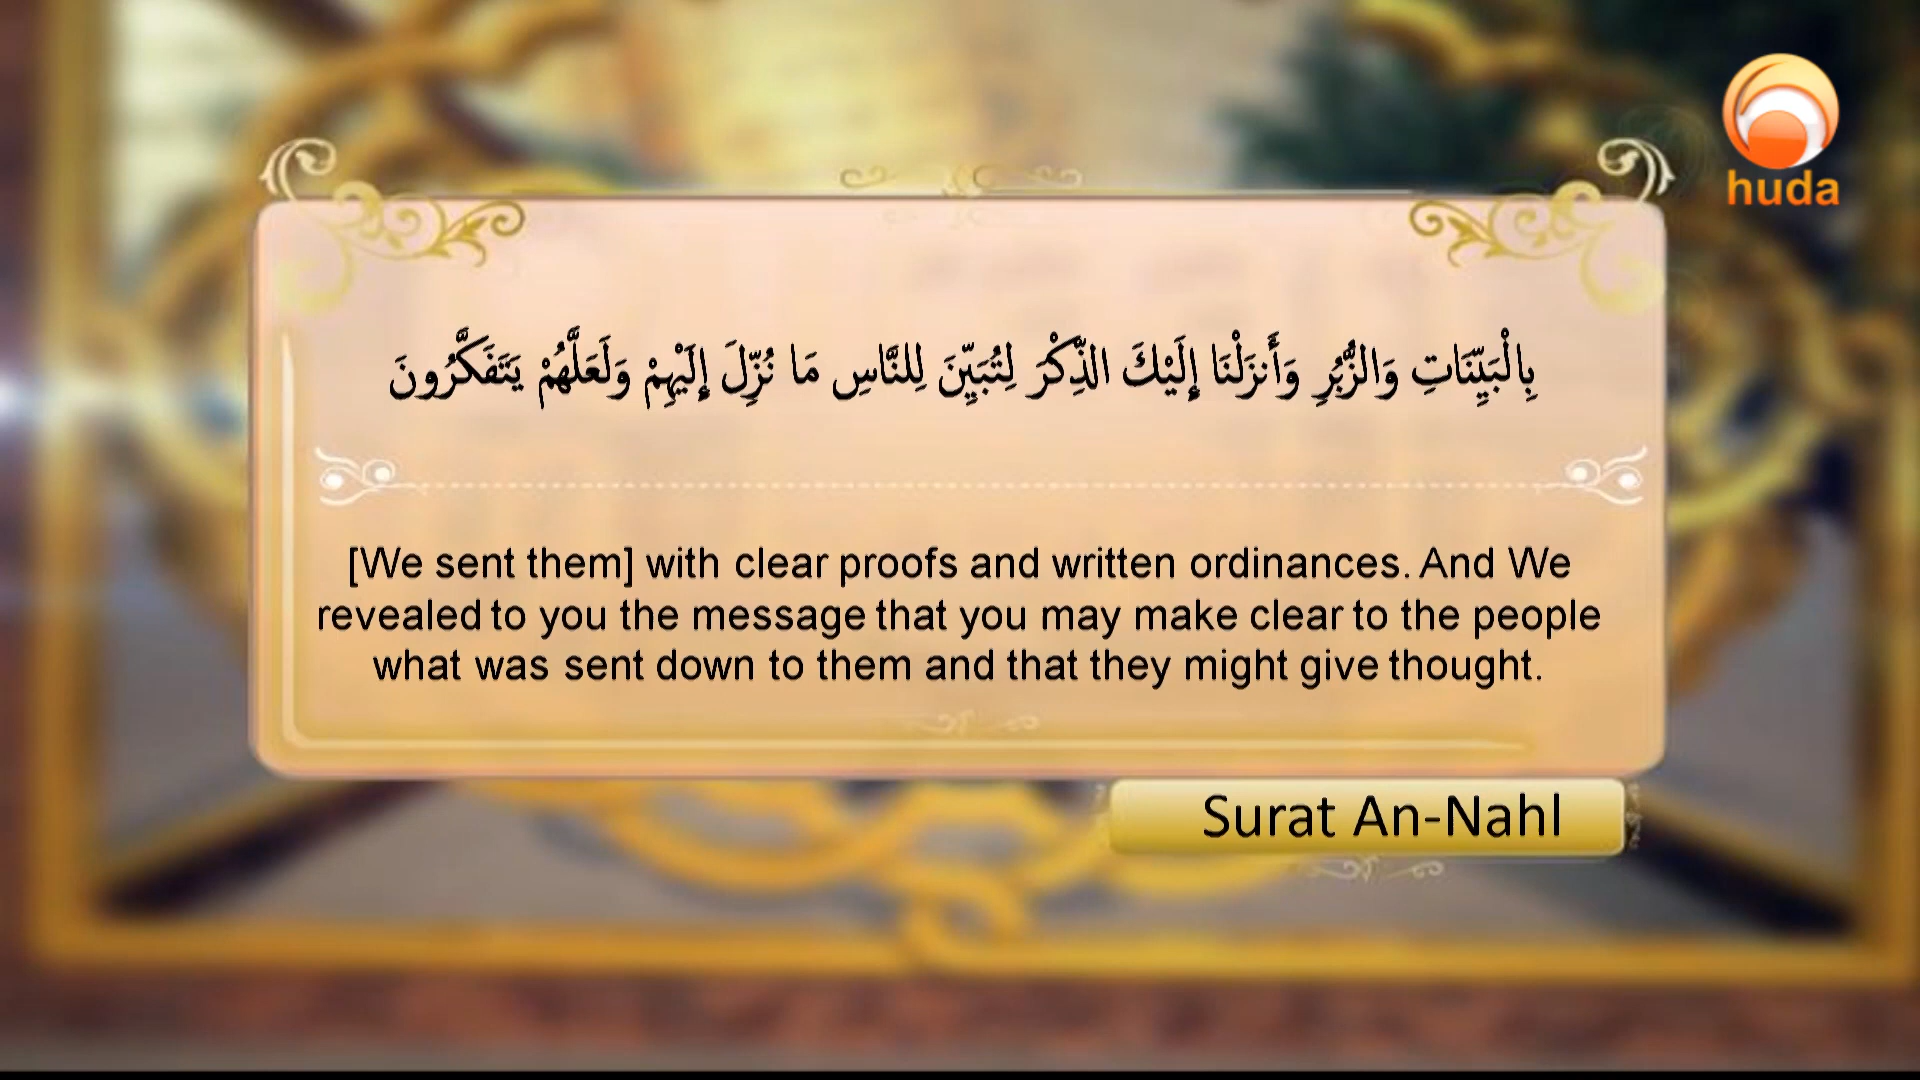 huda
بِالْبَيِّنَاتِ وَالزُّبُرِ وَأَنزَلْنَا إِلَيْكَ الذِّكْرَ لِتُبَيِّنَ لِلنَّاسِ مَا نُزِّلَ إِلَيْهِمْ وَلَعَلَّهُمْ يَتَفَكَّرُونَ
[We sent them] with clear proofs and written ordinances. And We
revealed to you the message that you may make clear to the people
what was sent down to them and that they might give thought.
Surat An-Nahl